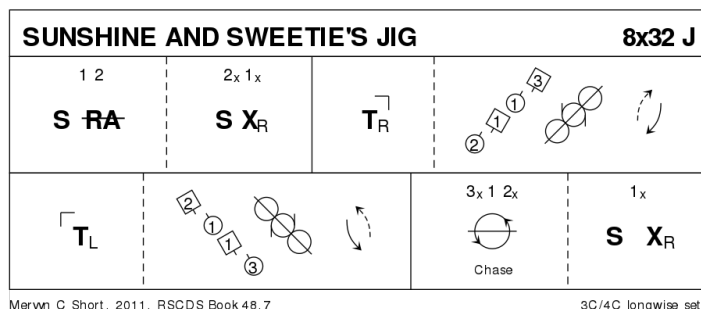 SUNSHINE AND SWEETIE'S JIG 8x32 J
1 2
S RA
2x 1x
S XR
TR
3
1
1
2
TL
2
1
1
3
3x 1 2x
Chase
1x
S XR
Mervyn C Short, 2011, RSCDS Book 48.7 3C/4C longwise set